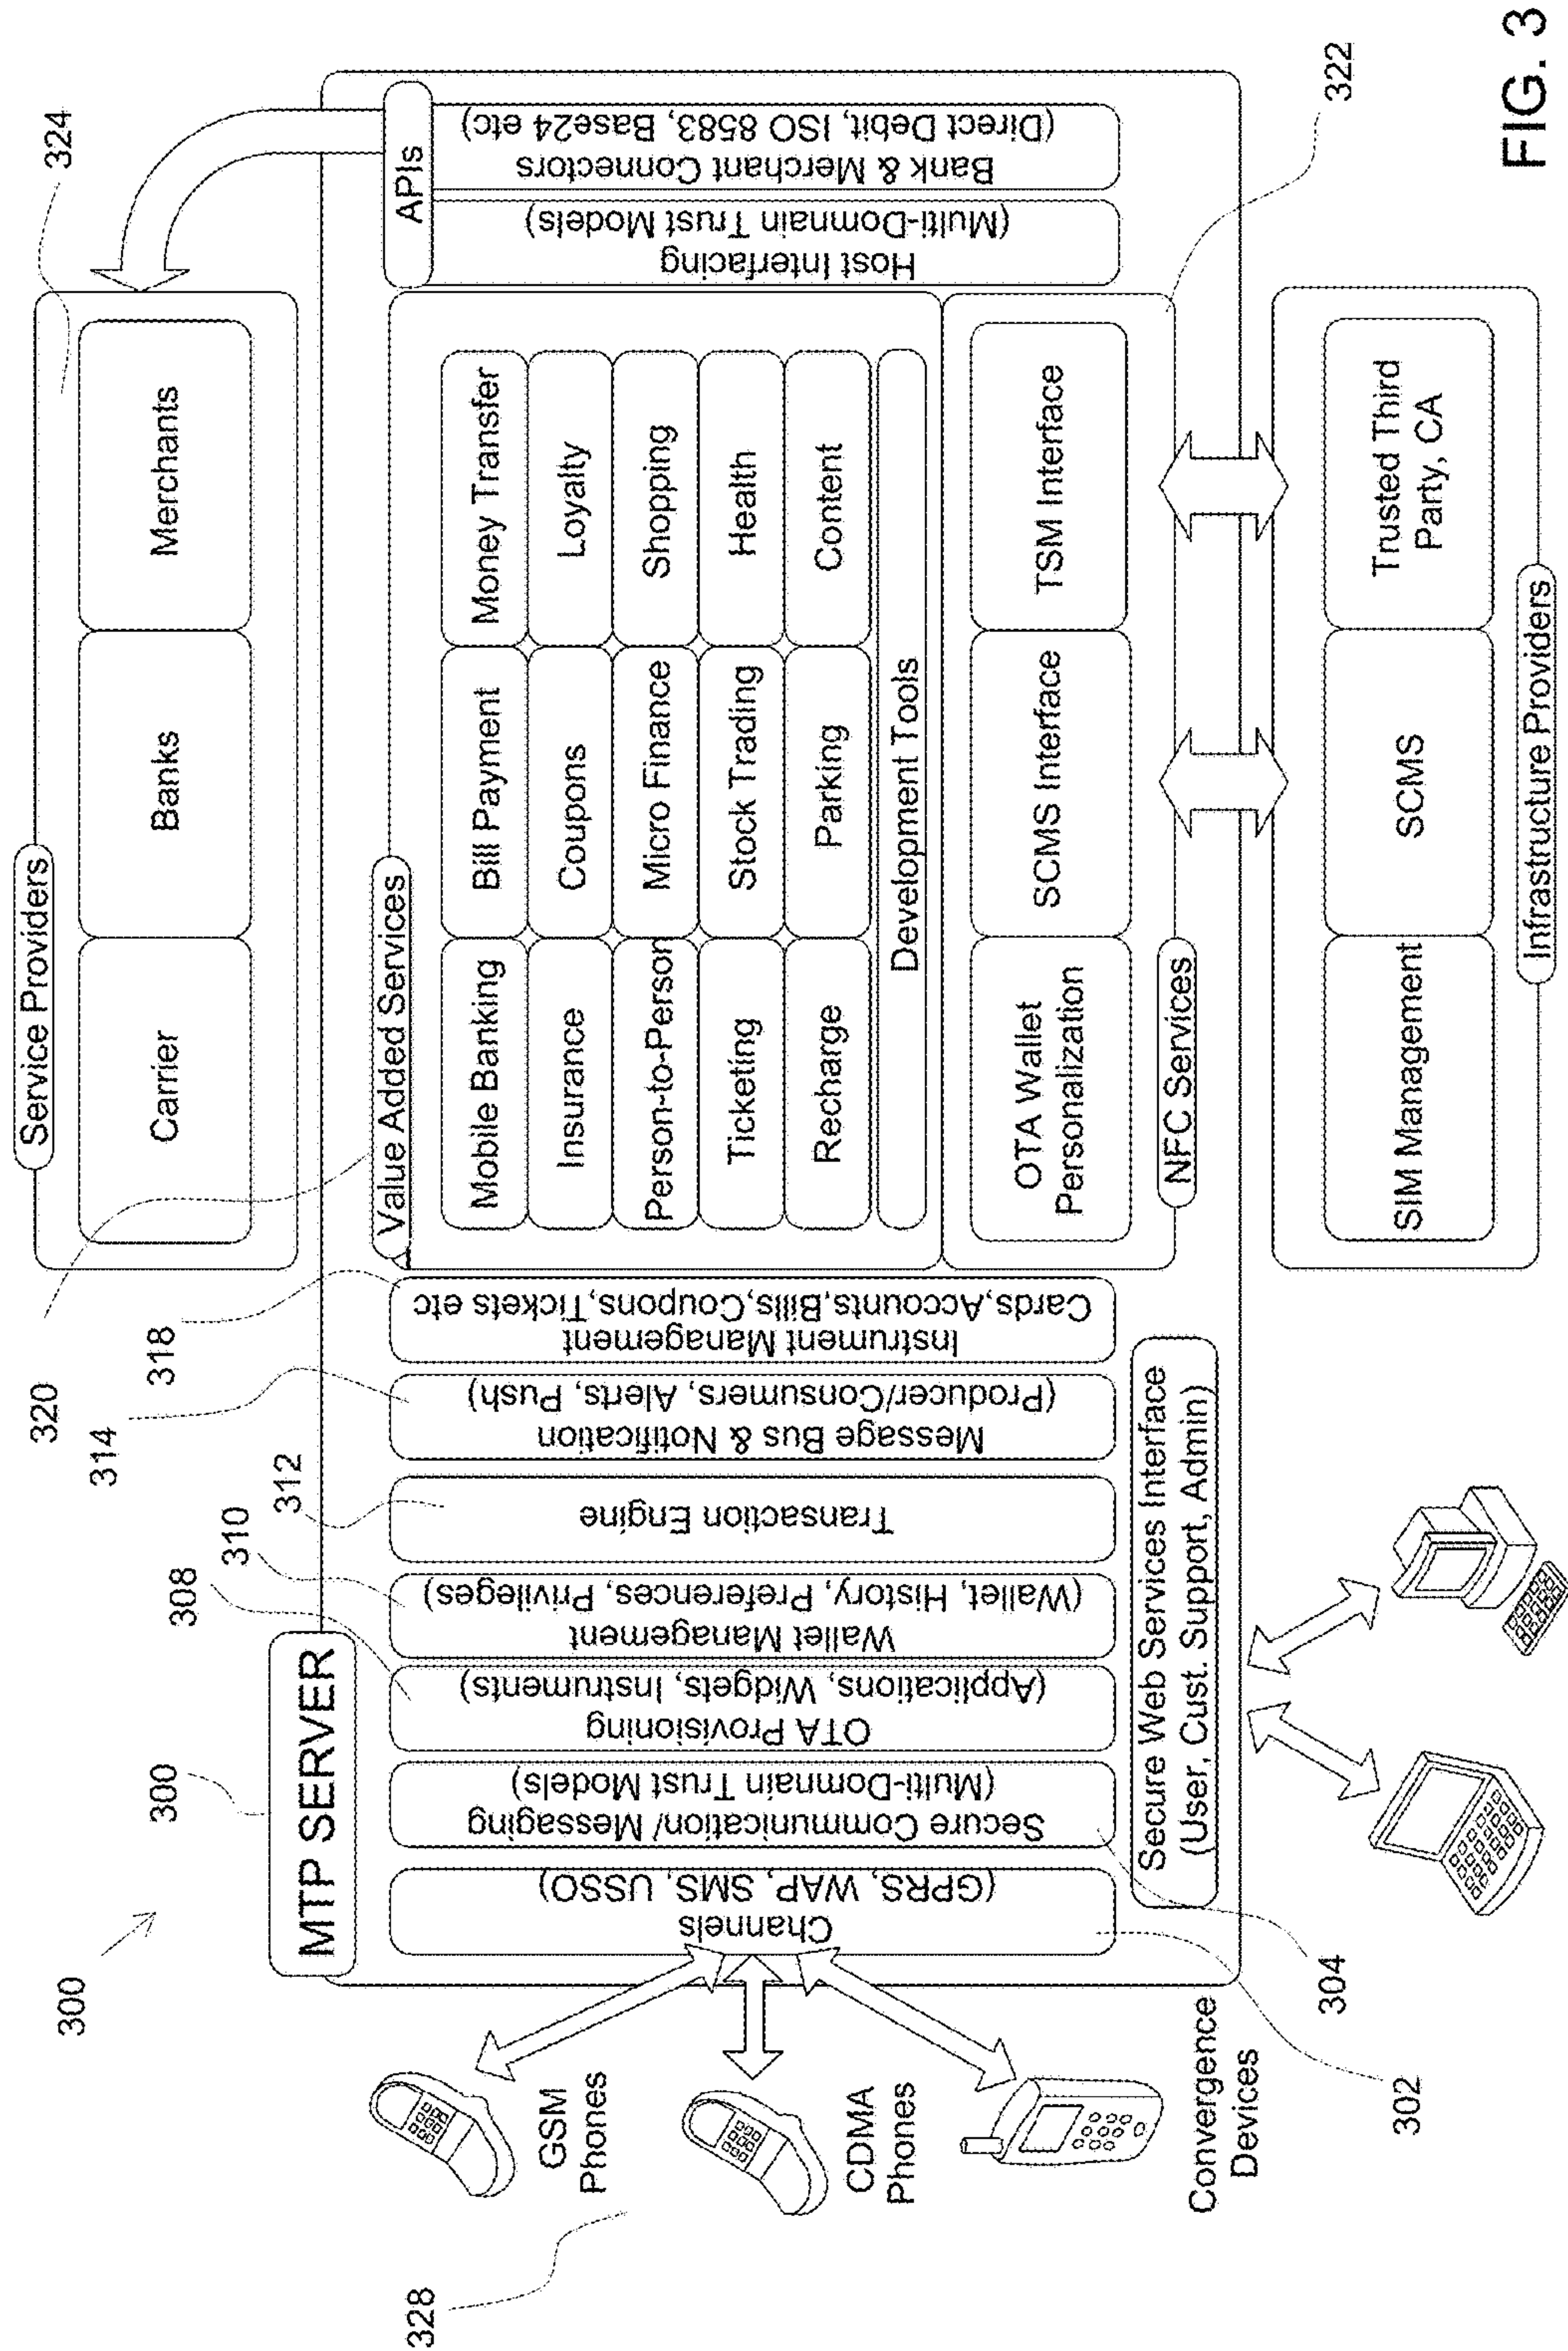 300
300
MTP SERVER
308
310
312
314
318
320
324
Service Providers
Carrier
Banks
Merchants
328
GSM
Phones
CDMA
Phones
Convergence
Devices
Channels
(GPRS, WAP, SMS, USSO)
Secure Communication/ Messaging
(Multi-Domnain Trust Models)
OTA Provisioning
(Applications, Widgets, Instruments)
Wallet Management
(Wallet, History, Preferences, Privileges)
Transaction Engine
Message Bus & Notification
(Producer/Consumers, Alerts, Push)
Instrument Management
Cards,Accounts,Bills,Coupons,Tickets etc
Value Added Services
Mobile Banking
Bill Payment
Money Transfer
Insurance
Coupons
Loyalty
Person-to-Person
Micro Finance
Shopping
Ticketing
Stock Trading
Health
Recharge
Parking
Content
Development Tools
OTA Wallet
Personalization
SCMS Interface
TSM Interface
NFC Services
APIs
Host Interfacing
(Multi-Domnain Trust Models)
Bank & Merchant Connectors
(Direct Debit, ISO 8583, Base24 etc)
Secure Web Services Interface
(User, Cust. Support, Admin)
302
304
322
SIM Management
SCMS
Trusted Third
Party, CA
Infrastructure Providers
FIG. 3